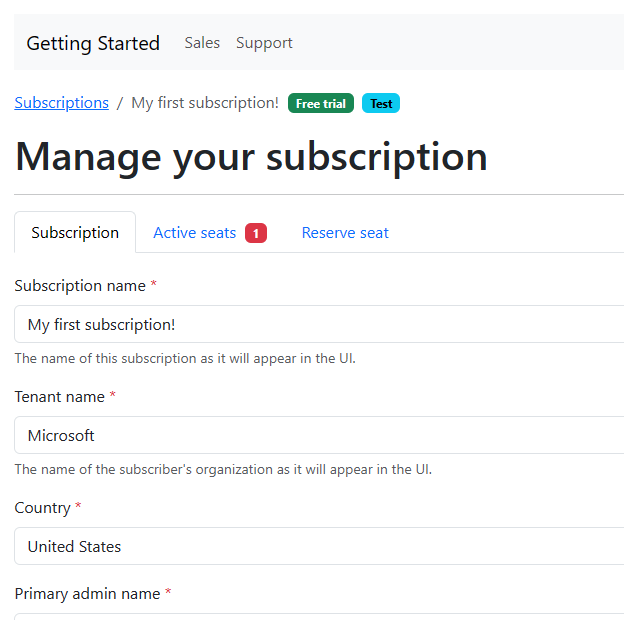 Getting Started Sales Support
Subscriptions / My first subscription! Free trial Test
Manage your subscription
Subscription Active seats 1 Reserve seat
Subscription name *
My first subscription!
The name of this subscription as it will appear in the UI.
Tenant name *
Microsoft
The name of the subscriber's organization as it will appear in the UI.
Country *
United States
Primary admin name *